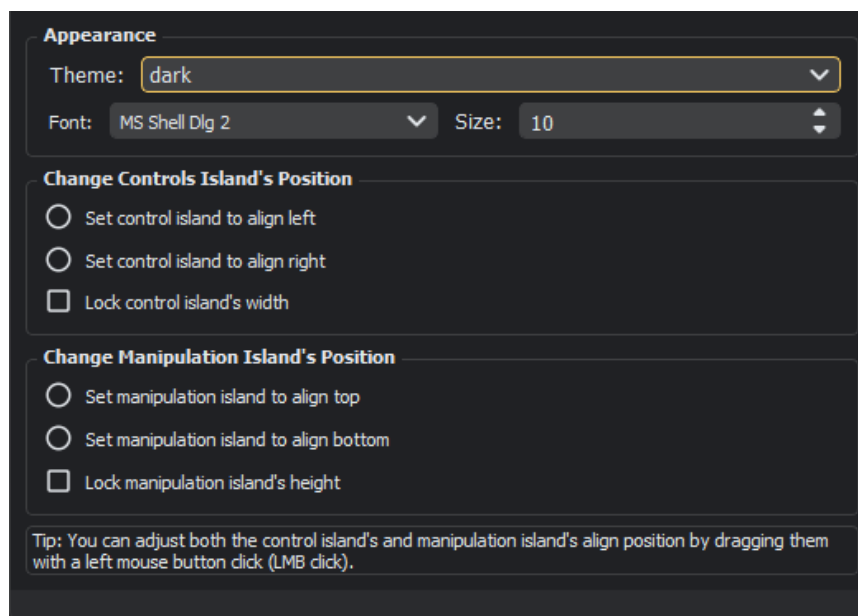 Appearance
Theme: dark
Font: MS Shell Dlg 2 Size: 10
Change Controls Island's Position
Set control island to align left
Set control island to align right
Lock control island's width
Change Manipulation Island's Position
Set manipulation island to align top
Set manipulation island to align bottom
Lock manipulation island's height
Tip: You can adjust both the control island's and manipulation island's align position by dragging them
with a left mouse button click (LMB click).